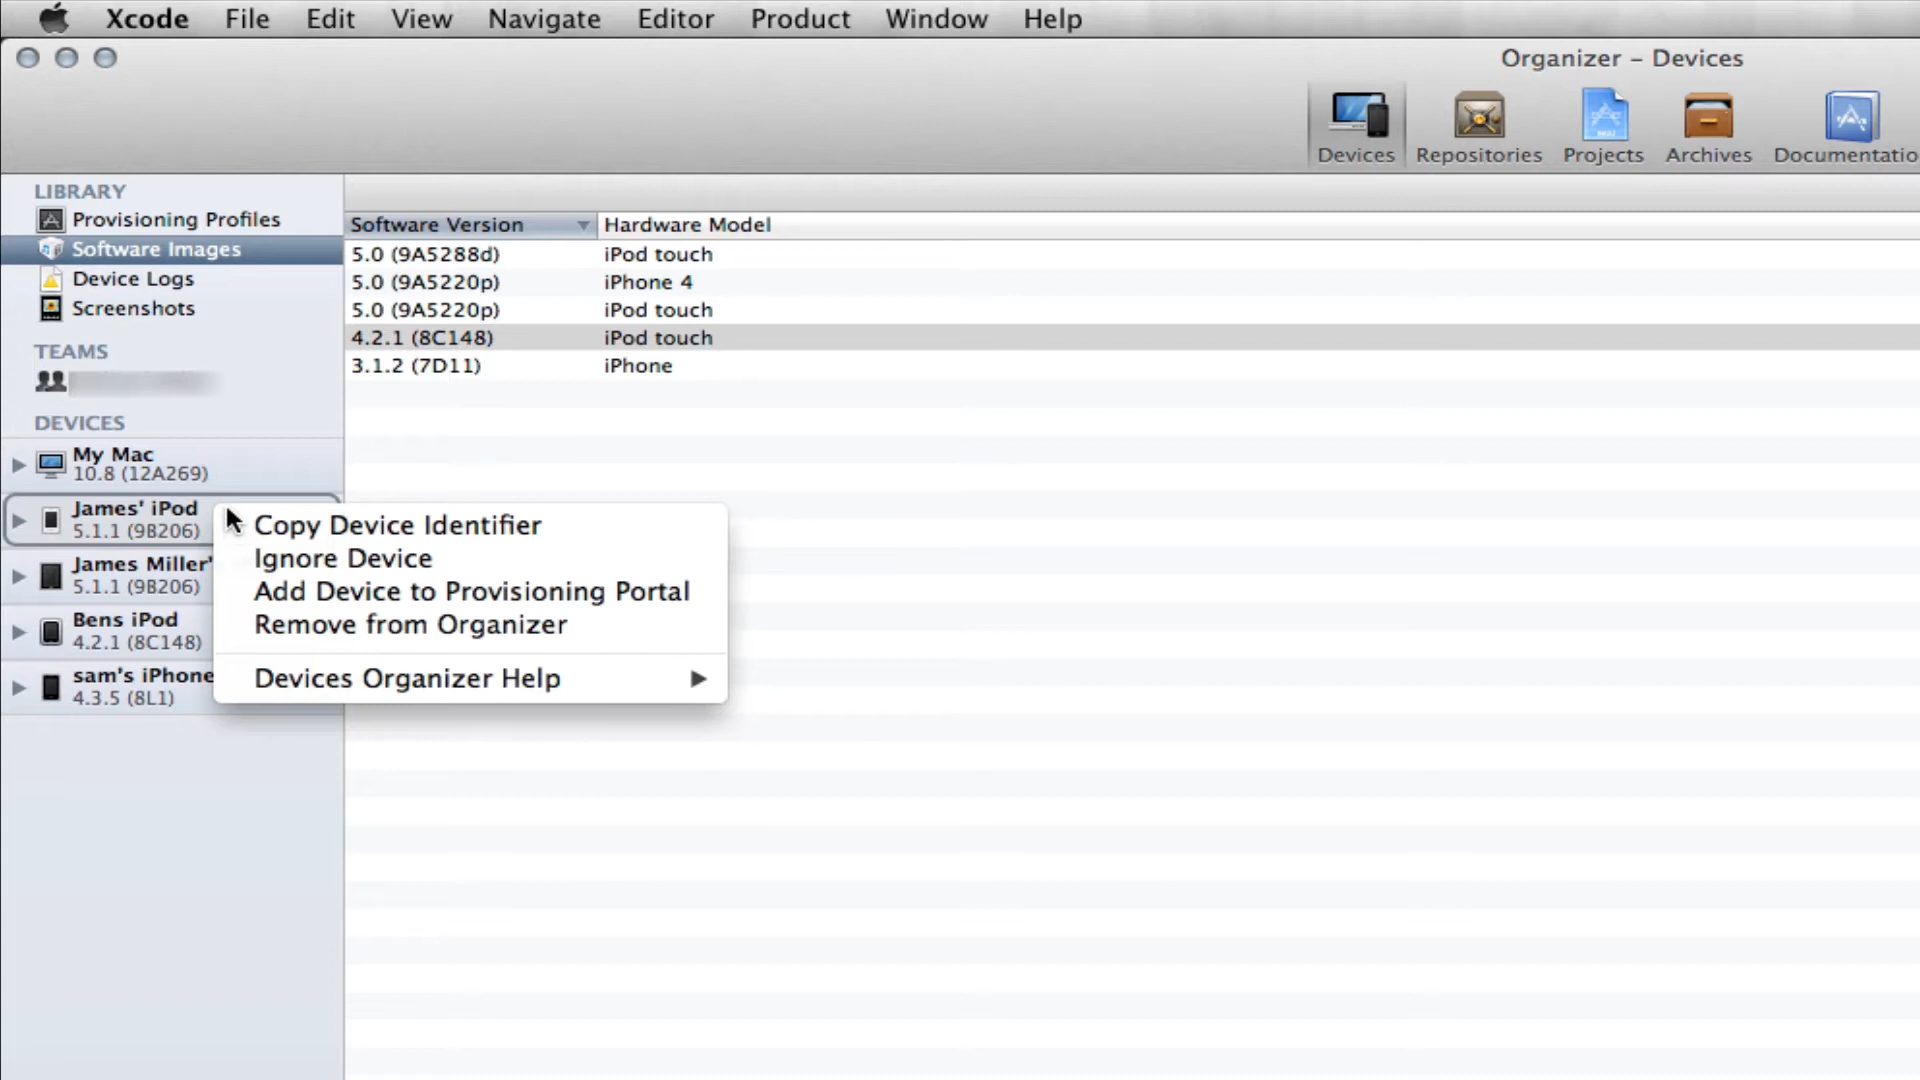 Xcode File Edit View Navigate Editor Product Window Help
Organizer – Devices
Devices Repositories Projects Archives Documentatio
LIBRARY
Provisioning Profiles
Software Images
Device Logs
Screenshots
TEAMS
DEVICES
My Mac
10.8 (12A269)
James' iPod
5.1.1 (9B206)
James Miller'
5.1.1 (9B206)
Bens iPod
4.2.1 (8C148)
sam's iPhone
4.3.5 (8L1)
Software Version Hardware Model
5.0 (9A5288d) iPod touch
5.0 (9A5220p) iPhone 4
5.0 (9A5220p) iPod touch
4.2.1 (8C148) iPod touch
3.1.2 (7D11) iPhone
Copy Device Identifier
Ignore Device
Add Device to Provisioning Portal
Remove from Organizer
Devices Organizer Help